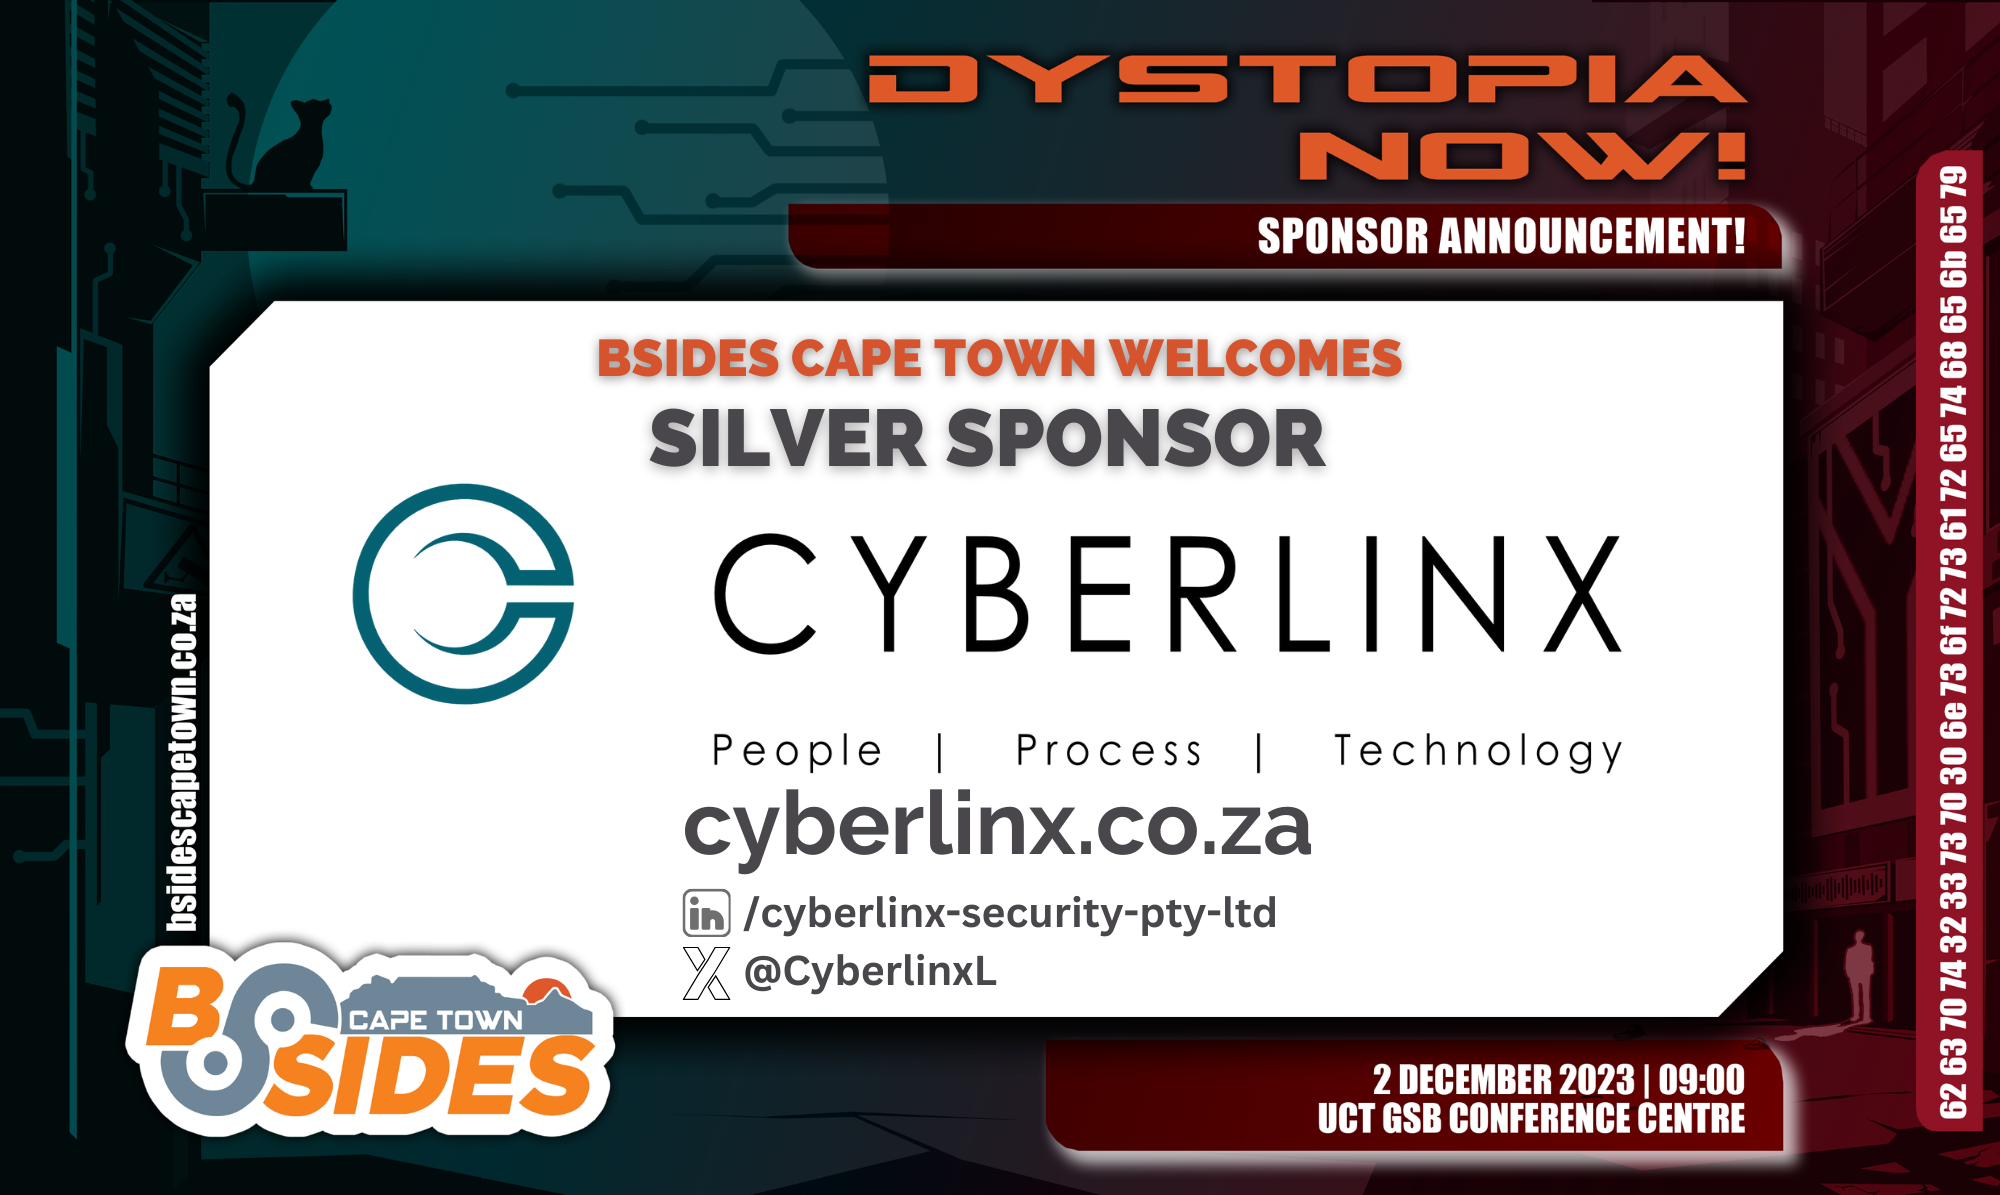 DYSTOPIA
NOW!
SPONSOR ANNOUNCEMENT!
BSIDES CAPE TOWN WELCOMES
SILVER SPONSOR
CYBERLINX
People | Process | Technology
cyberlinx.co.za
in /cyberlinx-security-pty-ltd
X @CyberlinxL
bsidescapetown.co.za
BSIDES
CAPE TOWN
2 DECEMBER 2023 | 09:00
UCT GSB CONFERENCE CENTRE
62 63 70 74 32 33 73 70 30 6e 73 6f 72 73 61 72 65 74 68 65 6b 65 79